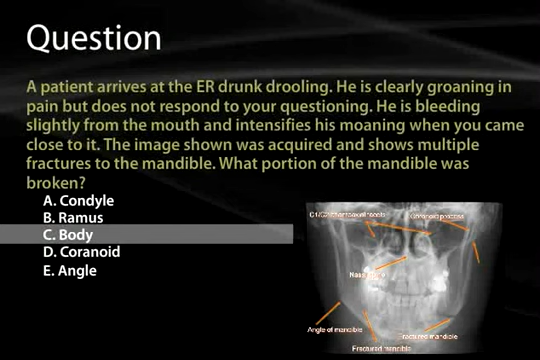 Question
A patient arrives at the ER drunk drooling. He is clearly groaning in
pain but does not respond to your questioning. He is bleeding
slightly from the mouth and intensifies his moaning when you came
close to it. The image shown was acquired and shows multiple
fractures to the mandible. What portion of the mandible was
broken?
A. Condyle
B. Ramus
C. Body
D. Coranoid
E. Angle
Coronoid process
Angle of mandible
Fractured mandible
Fractured mandible